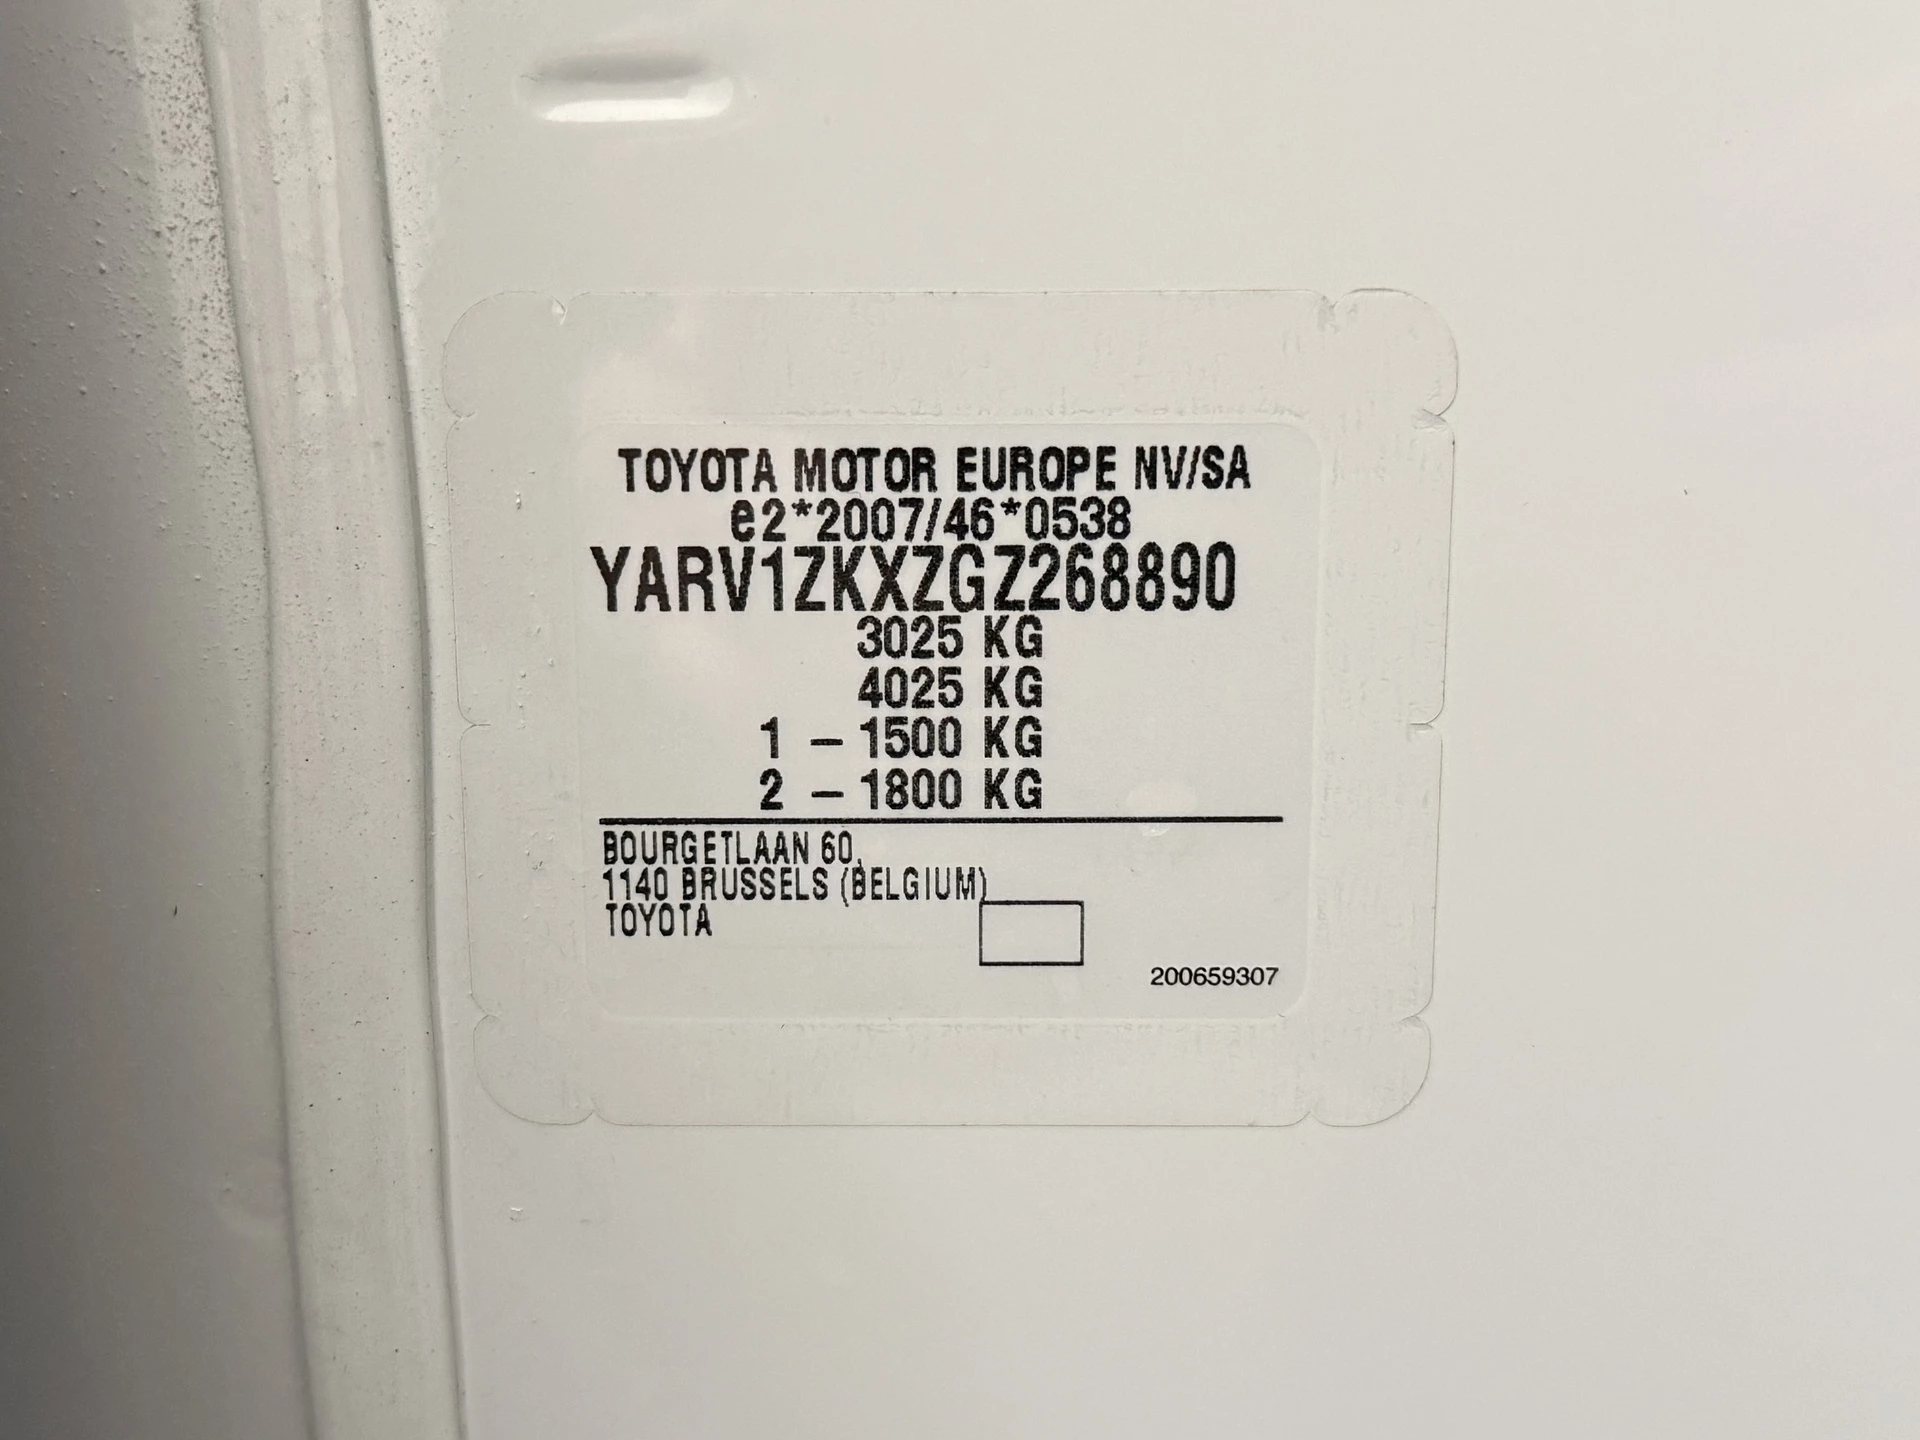 TOYOTA MOTOR EUROPE NV/SA
e2*2007/46*0538
YARV1ZKXZGZ268890
3025 KG
4025 KG
1 – 1500 KG
2 – 1800 KG
BOURGETLAAN 60,
1140 BRUSSELS (BELGIUM)
TOYOTA
200659307